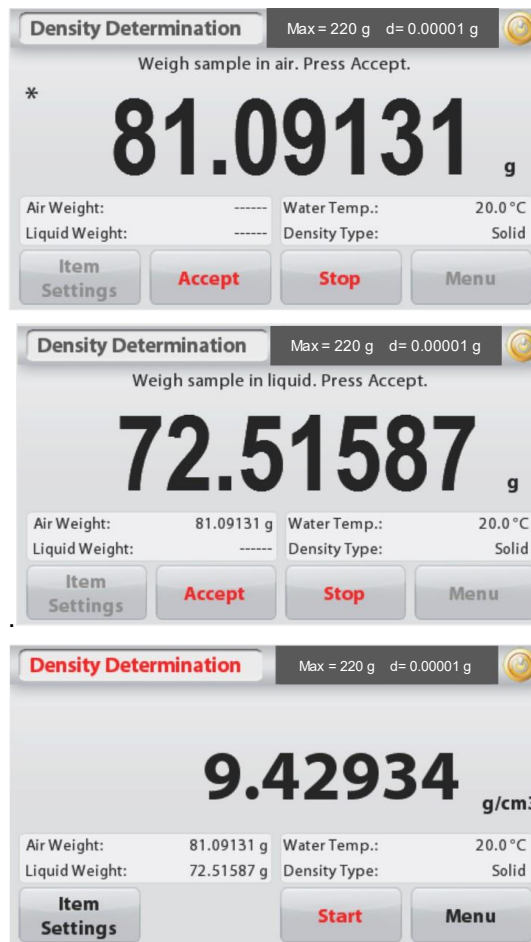 Density Determination Max = 220 g d= 0.00001 g
Weigh sample in air. Press Accept.
*
81.09131 g
Air Weight: ------ Water Temp.: 20.0°C
Liquid Weight: ------ Density Type: Solid
Item Settings Accept Stop Menu
Density Determination Max = 220 g d= 0.00001 g
Weigh sample in liquid. Press Accept.
72.51587 g
Air Weight: 81.09131 g Water Temp.: 20.0°C
Liquid Weight: ------ Density Type: Solid
Item Settings Accept Stop Menu
.
Density Determination Max = 220 g d= 0.00001 g
9.42934 g/cm3
Air Weight: 81.09131 g Water Temp.: 20.0°C
Liquid Weight: 72.51587 g Density Type: Solid
Item Settings Start Menu